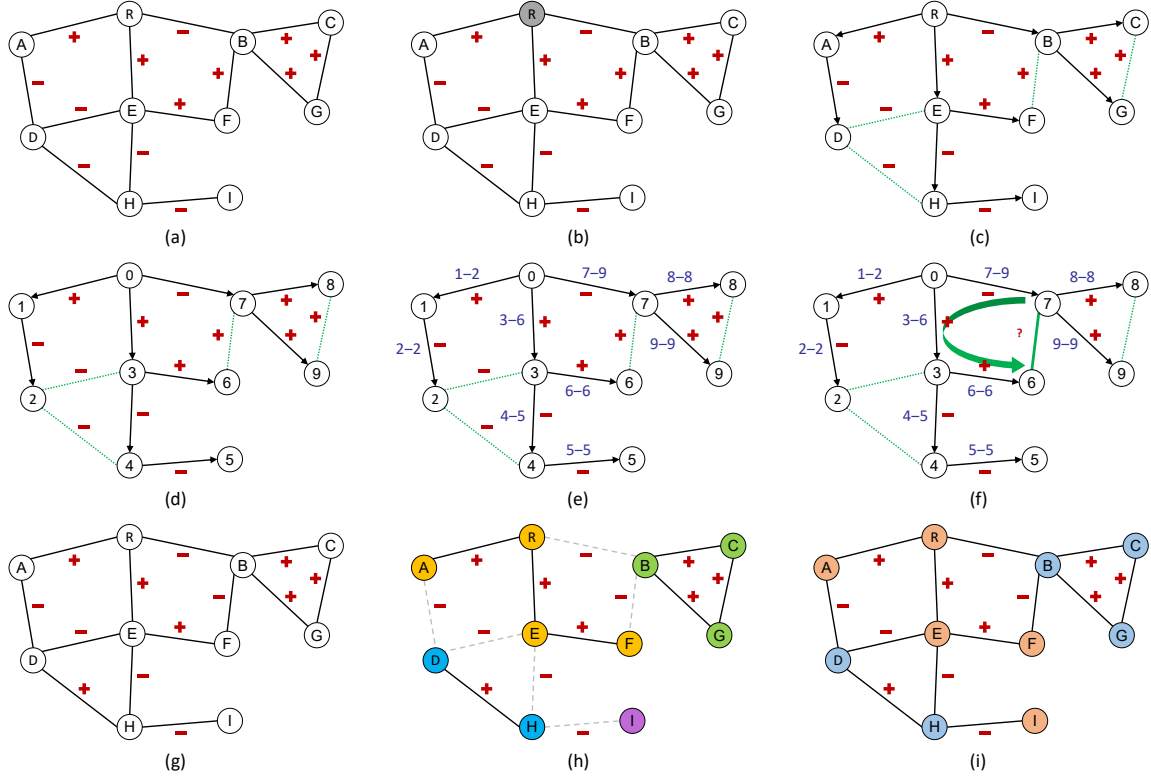 R
C
A
B
+
−
+
+
+
+
−
−
+
E
D
F
G
−
−
H
I
−
(a)
R
C
A
B
+
−
+
+
+
+
−
−
+
E
D
F
G
−
−
H
I
−
(b)
R
C
A
B
+
−
+
+
+
+
−
−
+
E
D
F
G
−
−
H
I
−
(c)
0
8
1
7
+
−
+
+
+
+
−
−
+
3
2
6
9
−
−
4
5
−
(d)
1–2
0
7–9
8–8
8
1
7
+
−
+
3–6
+
+
+
+
−
2–2
−
+
9–9
3
2
6
9
6–6
4–5
−
−
4
5–5
5
−
(e)
1–2
0
7–9
8–8
8
1
7
+
−
+
3–6
+
?
+
−
2–2
+
9–9
3
2
6
9
6–6
4–5
−
4
5–5
5
−
(f)
R
C
A
B
+
−
+
+
+
+
−
−
−
+
E
D
F
G
−
+
H
I
−
(g)
R
C
A
B
+
−
+
+
+
+
−
−
−
+
E
D
F
G
−
+
H
I
−
(h)
R
C
A
B
+
−
+
+
+
+
−
−
−
+
E
D
F
G
−
+
H
I
−
(i)